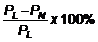 P_L – P_N / P_L x 100%